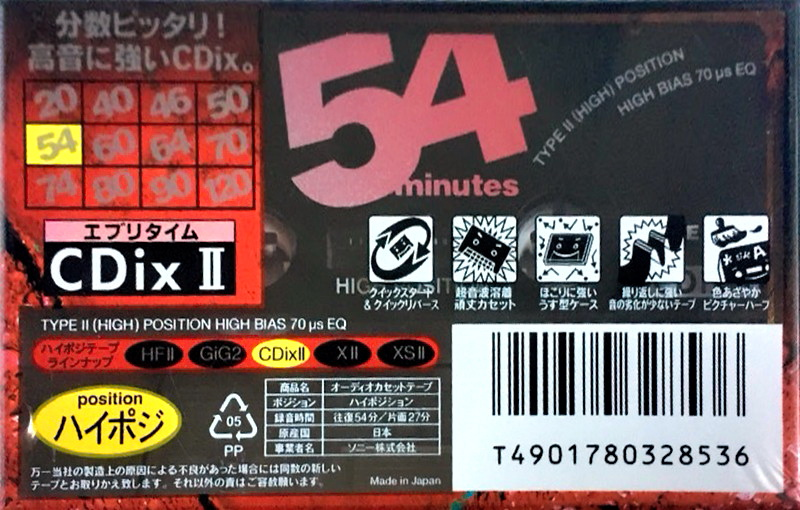 分数ピッタリ！
高音に強いCDix。
20 40 46 50
54 60 64 70
74 80 90 120
54
minutes
TYPE II (HIGH) POSITION
HIGH BIAS 70 µs EQ
エブリタイム
CDix II
クイックスタート
&クイックリバース
超音波溶着
頑丈カセット
ほこりに強い
うす型ケース
繰り返しに強い
音の劣化が少ないテープ
色あざやか
ピクチャーハーフ
TYPE II (HIGH) POSITION HIGH BIAS 70 µs EQ
ハイポジテープ
ラインナップ
HFII GiG2 CDixII XII XSII
position
ハイポジ
05
PP
商品名 オーディオカセットテープ
ポジション ハイポジション
録音時間 往復54分/片面27分
原産国 日本
事業者名 ソニー株式会社
万一当社の製造上の原因による不良があった場合には同数の新しい
テープとお取りかえ致します。それ以外の責はご容赦願います。
Made in Japan
T4901780328536